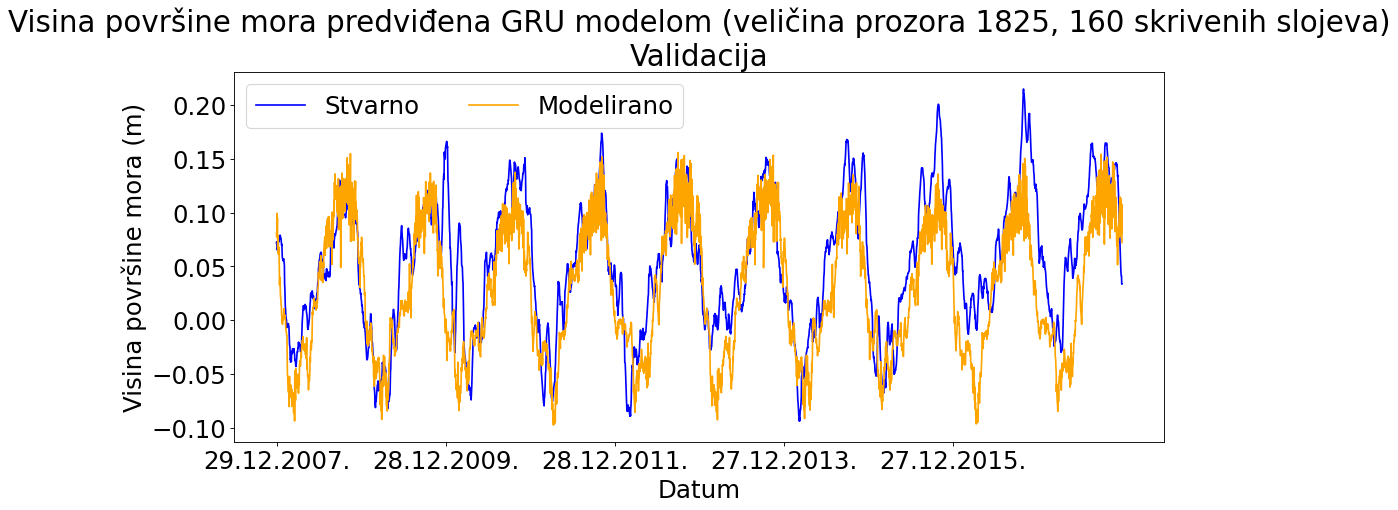 Visina površine mora predviđena GRU modelom (veličina prozora 1825, 160 skrivenih slojeva)
Validacija
Stvarno Modelirano
Visina površine mora (m)
0.20
0.15
0.10
0.05
0.00
−0.05
−0.10
29.12.2007. 28.12.2009. 28.12.2011. 27.12.2013. 27.12.2015.
Datum